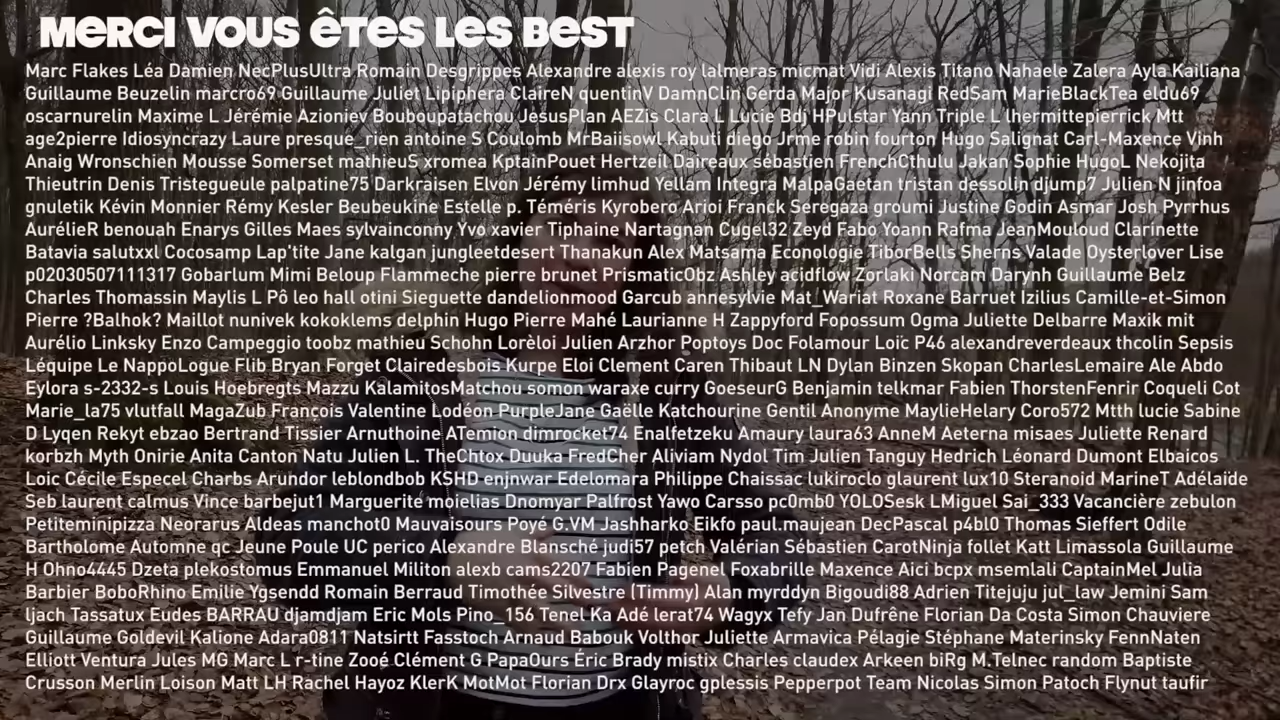 MERCI VOUS ÊTES LES BEST
Marc Flakes Léa Damien NecPlusUltra Romain Desgrippes Alexandre alexis roy lalmeras micmat Vidi Alexis Titano Nahaele Zalera Ayla Kailiana
Guillaume Beuzelin marcro69 Guillaume Juliet Lipiphera ClaireN quentinV DamnClin Gerda Major Kusanagi RedSam MarieBlackTea eldu69
oscarnurelin Maxime L Jérémie Azioniev Bouboupatachou JesusPlan AEZis Clara L Lucie Bdj HPulstar Yann Triple L lhermittepierrick Mtt
age2pierre Idiosyncrazy Laure presque_rien antoine S Coulomb MrBaiisowl Kabuti diego Jrme robin fourton Hugo Salignat Carl-Maxence Vinh
Anaig Wronschien Mousse Somerset mathieuS xromea KptainPouet Hertzeil Daireaux sébastien FrenchCthulu Jakan Sophie HugoL Nekojita
Thieutrin Denis Tristegueule palpatine75 Darkraisen Elvon Jérémy limhud Yellam Integra MalpaGaetan tristan dessolin djump7 Julien N jinfoa
gnuletik Kévin Monnier Rémy Kesler Beubeukine Estelle p. Téméris Kyrobero Arioi Franck Seregaza groumi Justine Godin Asmar Josh Pyrrhus
AurélieR benouah Enarys Gilles Maes sylvainconny Yvo xavier Tiphaine Nartagnan Cugel32 Zeyd Fabo Yoann Rafma JeanMouloud Clarinette
Batavia salutxxl Cocosamp Lap'tite Jane kalgan jungleetdesert Thanakun Alex Matsama Econologie TiborBells Sherns Valade Oysterlover Lise
p02030507111317 Gobarlum Mimi Beloup Flammeche pierre brunet PrismaticObz Ashley acidflow Zorlaki Norcam Darynh Guillaume Belz
Charles Thomassin Maylis L Pô leo hall otini Sieguette dandelionmood Garcub annesylvie Mat_Wariat Roxane Barruet Izilius Camille-et-Simon
Pierre ?Balhok? Maillot nunivek kokoklems delphin Hugo Pierre Mahé Laurianne H Zappyford Fopossum Ogma Juliette Delbarre Maxik mit
Aurélio Linksky Enzo Campeggio toobz mathieu Schohn Lorèloi Julien Arzhor Poptoys Doc Folamour Loïc P46 alexandreverdeaux thcolin Sepsis
Léquipe Le NappoLogue Flib Bryan Forget Clairedesbois Kurpe Eloi Clement Caren Thibaut LN Dylan Binzen Skopan CharlesLemaire Ale Abdo
Eylora s-2332-s Louis Hoebregts Mazzu KalamitosMatchou somon varaxe curry GoeseurG Benjamin telkmar Fabien ThorstenFenrir Coqueli Cot
Marie_la75 vlutfall MagaZub Francois Valentine Lodéon PurpleJane Gaëlle Katchourine Gentil Anonyme MaylieHelary Coro572 Mtth lucie Sabine
D Lyqen Rekyt ebzao Bertrand Tissier Arnuthoine ATemion dimrocket74 Enalfetzeku Amaury laura63 AnneM Aeterna misaes Juliette Renard
korbzh Myth Onirie Anita Canton Natu Julien L. TheChtox Duuka FredCher Aliviam Nydol Tim Julien Tanguy Hedrich Léonard Dumont Elbaicos
Loic Cécile Especel Charbs Arundor leblondbob KSHD enjnwar Edelomara Philippe Chaissac lukiroclo glaurent lux10 Steranoid MarineT Adélaïde
Seb laurent calmus Vince barbejut1 Marguerite mojoelias Dnomyar Palfrost Yawo Carsso pc0mb0 YOLOSesk LMiguel Sai_333 Vacancière zebulon
Petiteminipizza Neorarus Aldeas manchot0 Mauvaisours Poyé G.VM Jashharko Eikfo paul.maujean DecPascal p4bl0 Thomas Sieffert Odile
Bartholome Automne qc Jeune Poule UC perico Alexandre Blansché judi57 petch Valérian Sébastien CarotNinja follet Katt Limassola Guillaume
H Ohno4445 Dzeta plekostomus Emmanuel Militon alexb cams2207 Fabien Pagenel Foxabrille Maxence Aici bcpx msemlali CaptainMel Julia
Barbier BoboRhino Emilie Ygsendd Romain Berraud Timothée Silvestre (Timmy) Alan myrddyn Bigoudi88 Adrien Titejuju jul_law Jemini Sam
ljach Tassatux Eudes BARRAU djamdjam Eric Mols Pino_156 Tenel Ka Adé lerat74 Wagyx Tefy Jan Dufrêne Florian Da Costa Simon Chauviere
Guillaume Goldevil Kalione Adara0811 Natsirtt Fasstoch Arnaud Babouk Volthor Juliette Armavica Pélagie Stéphane Materinsky FennNaten
Elliott Ventura Jules MG Marc L r-tine Zooé Clément G PapaOurs Éric Brady mistix Charles claudex Arkeen biRg M.Telnec random Baptiste
Crusson Merlin Loison Matt LH Rachel Hayoz KlerK MotMot Florian Drx Glayroc gplessis Pepperpot Team Nicolas Simon Patoch Flynut taufir